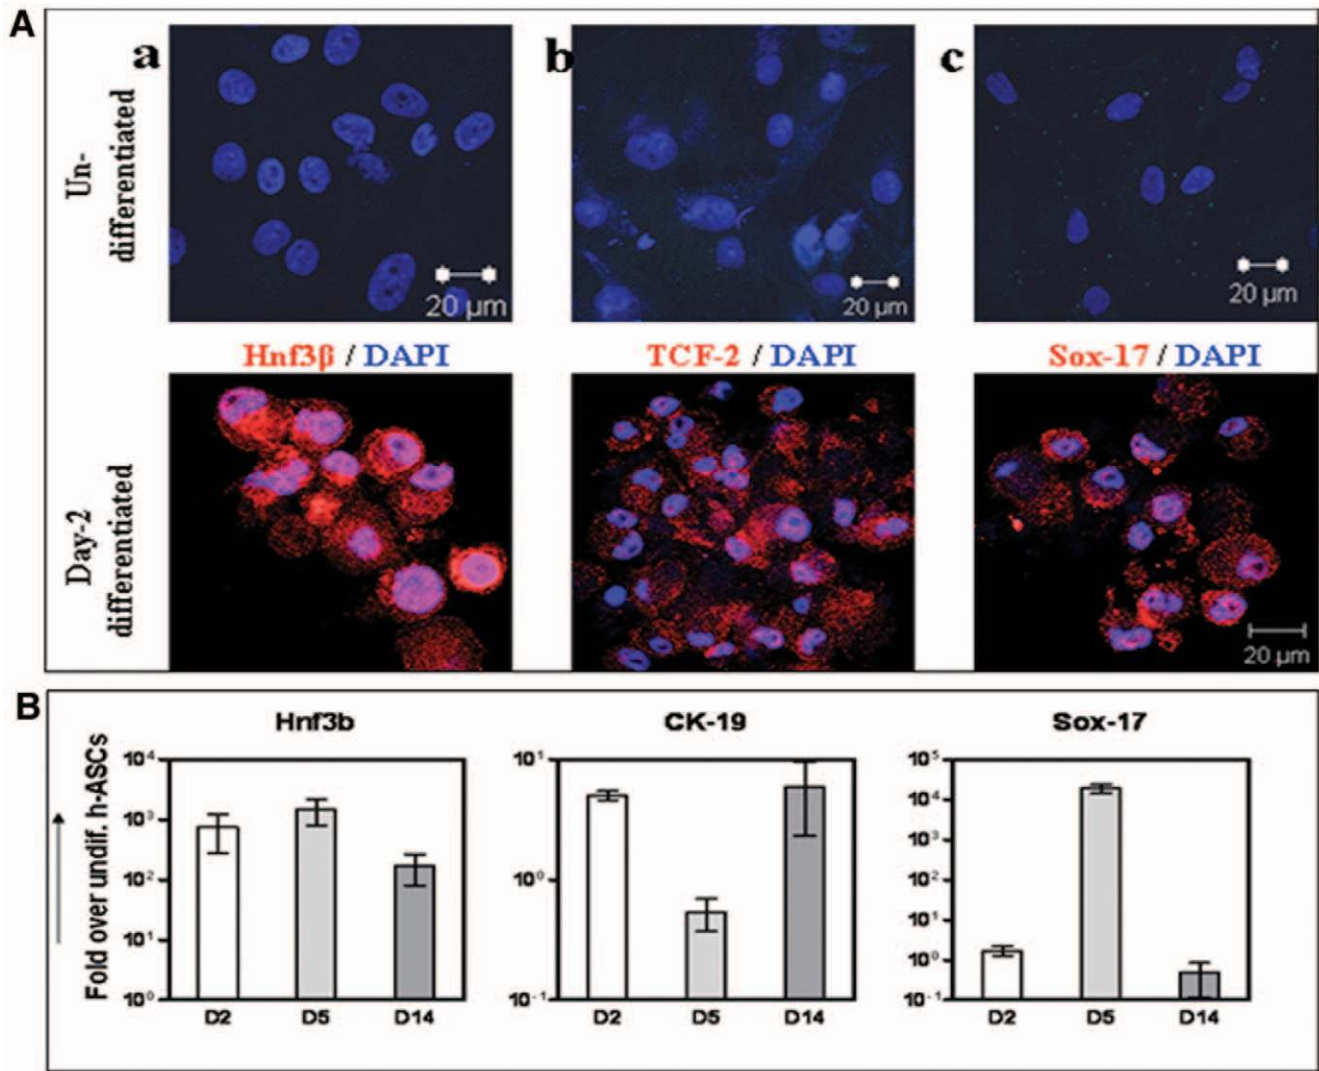 A
a
b
c
Un-
differentiated
20 µm
20 µm
20 µm
Hnf3β / DAPI
TCF-2 / DAPI
Sox-17 / DAPI
Day-2
differentiated
20 µm
B
Hnf3b
CK-19
Sox-17
Fold over undif. h-ASCs
10⁴
10³
10²
10¹
10⁰
D2 D5 D14
10¹
10⁰
10⁻¹
D2 D5 D14
10⁵
10⁴
10³
10²
10¹
10⁰
10⁻¹
D2 D5 D14